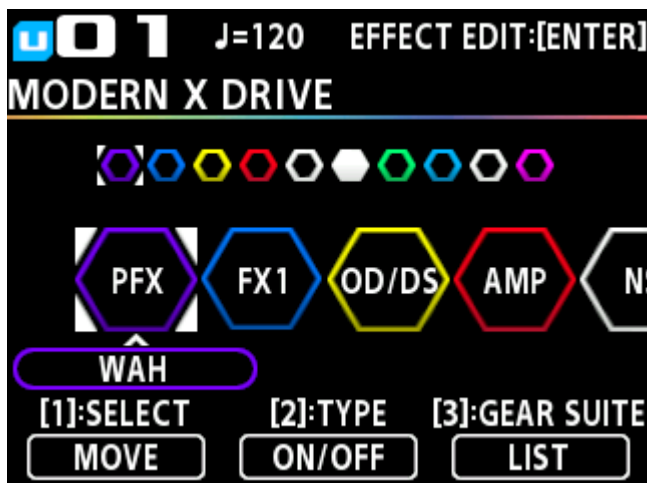 U01 ♩=120 EFFECT EDIT:[ENTER]
MODERN X DRIVE
PFX FX1 OD/DS AMP
WAH
[1]:SELECT [2]:TYPE [3]:GEAR SUITE
MOVE ON/OFF LIST